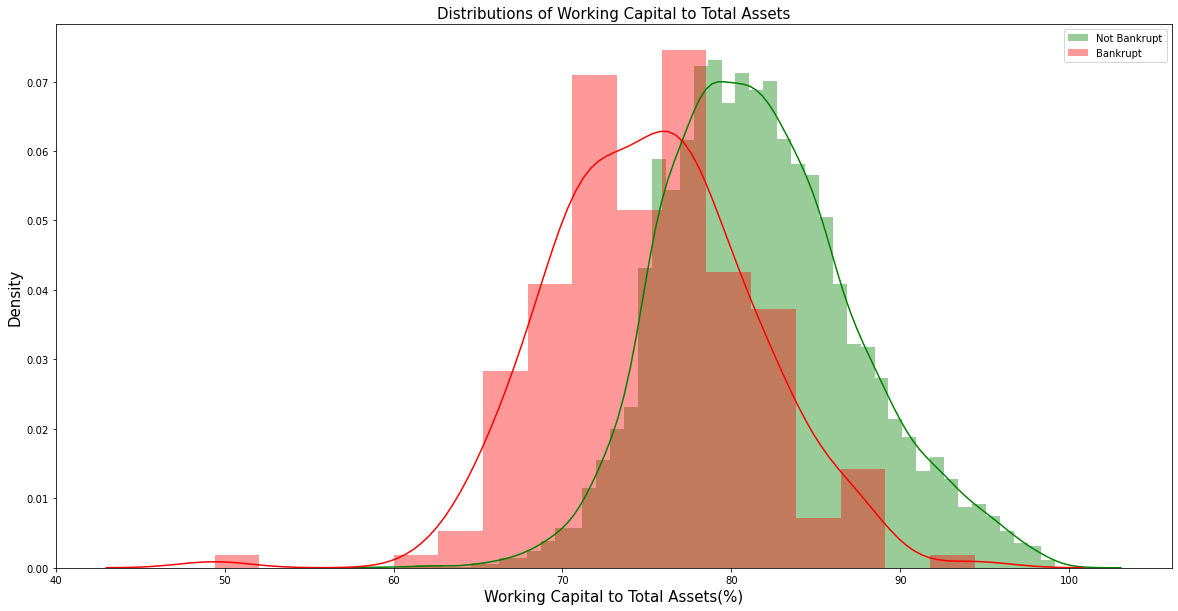 Distributions of Working Capital to Total Assets
Not Bankrupt
Bankrupt
Density
0.07
0.06
0.05
0.04
0.03
0.02
0.01
0.00
40 50 60 70 80 90 100
Working Capital to Total Assets(%)